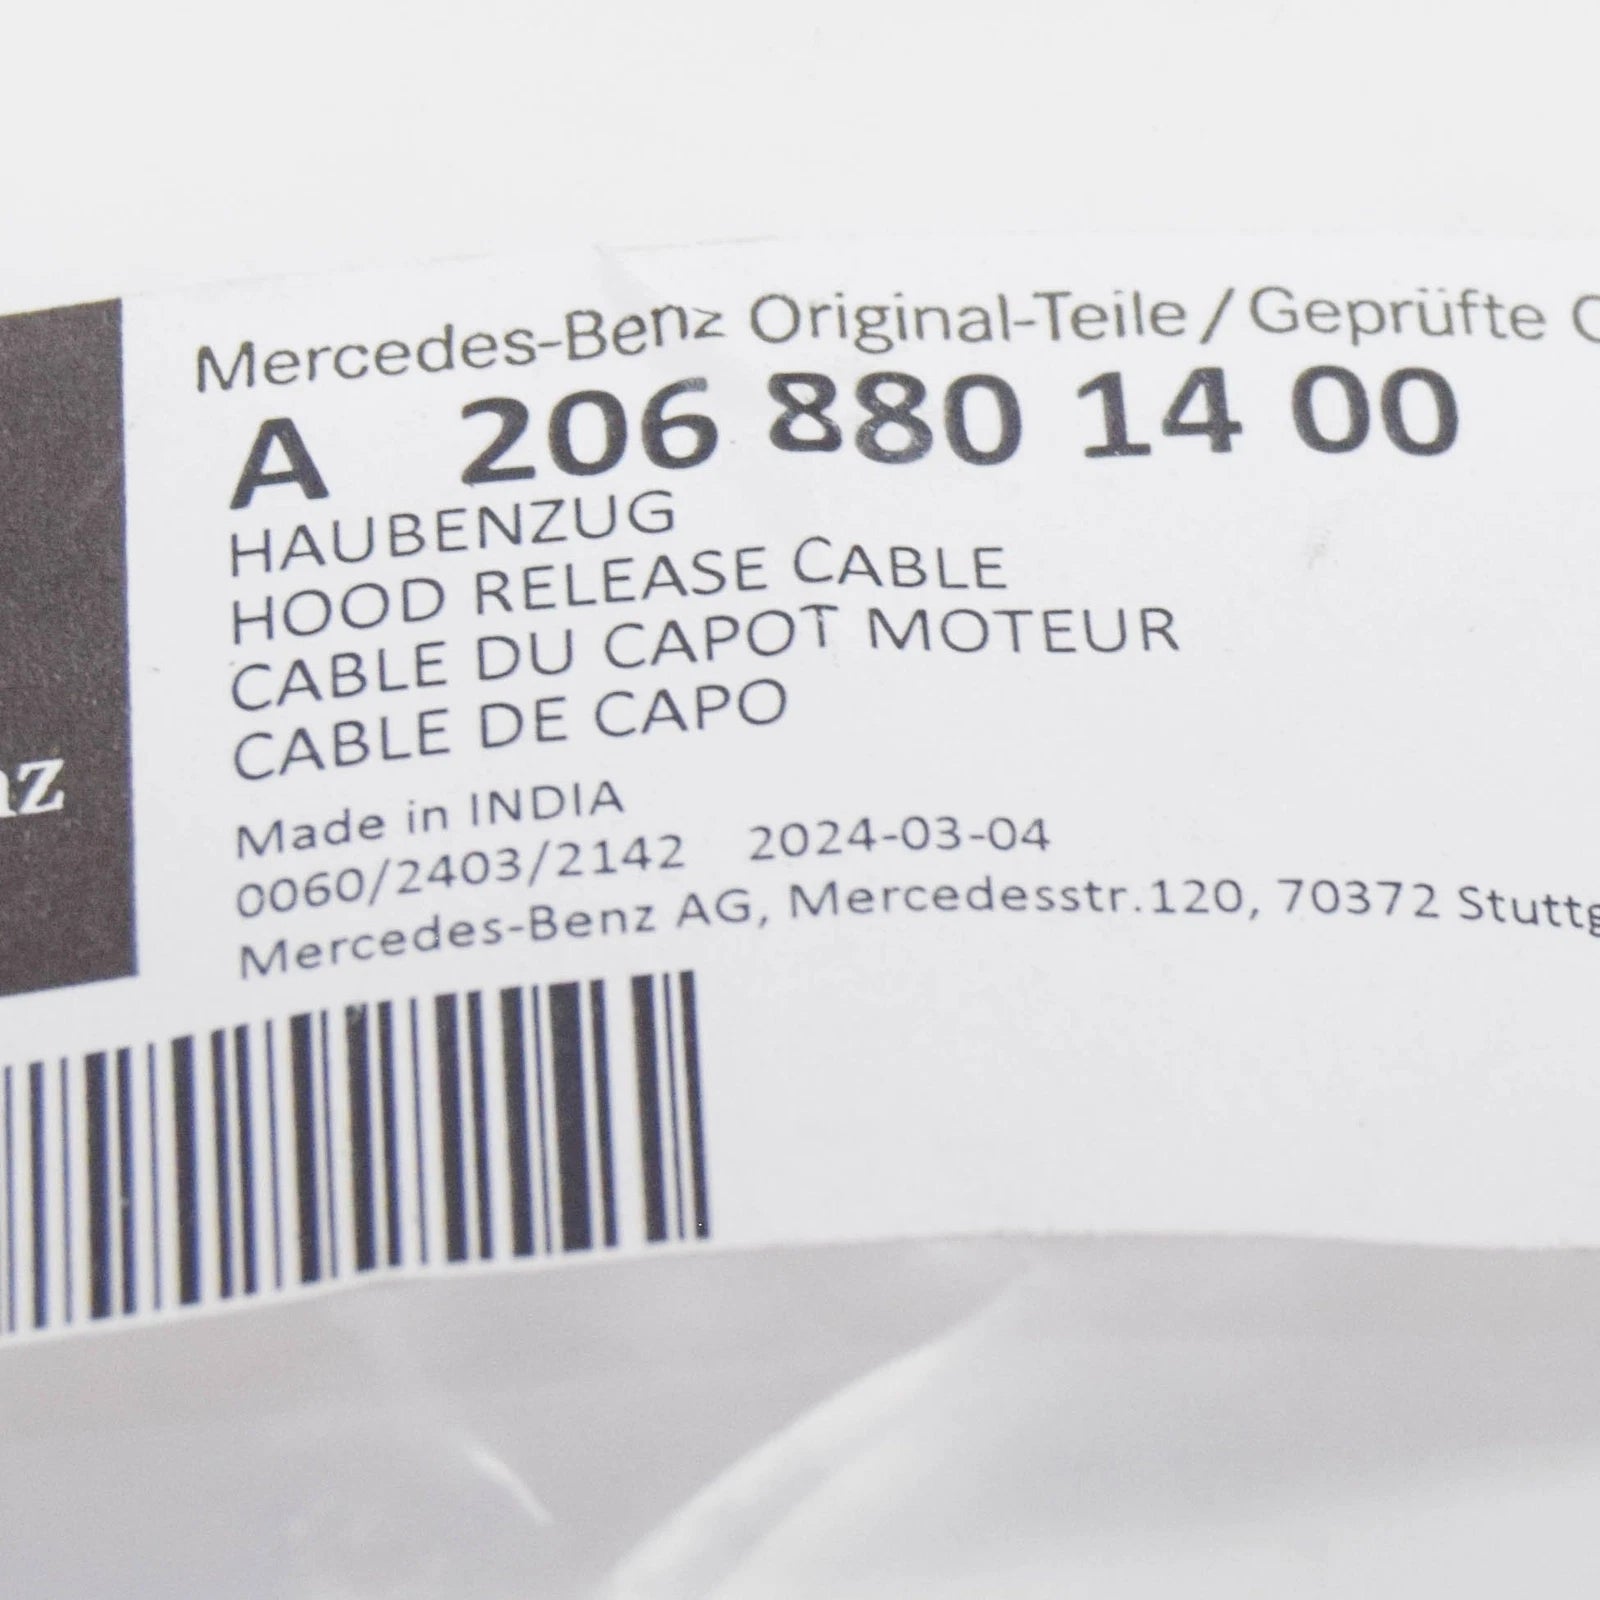 Mercedes-Benz Original-Teile / Geprüfte
A 206 880 14 00
HAUBENZUG
HOOD RELEASE CABLE
CABLE DU CAPOT MOTEUR
CABLE DE CAPO
Made in INDIA
0060/2403/2142 2024-03-04
Mercedes-Benz AG, Mercedesstr.120, 70372